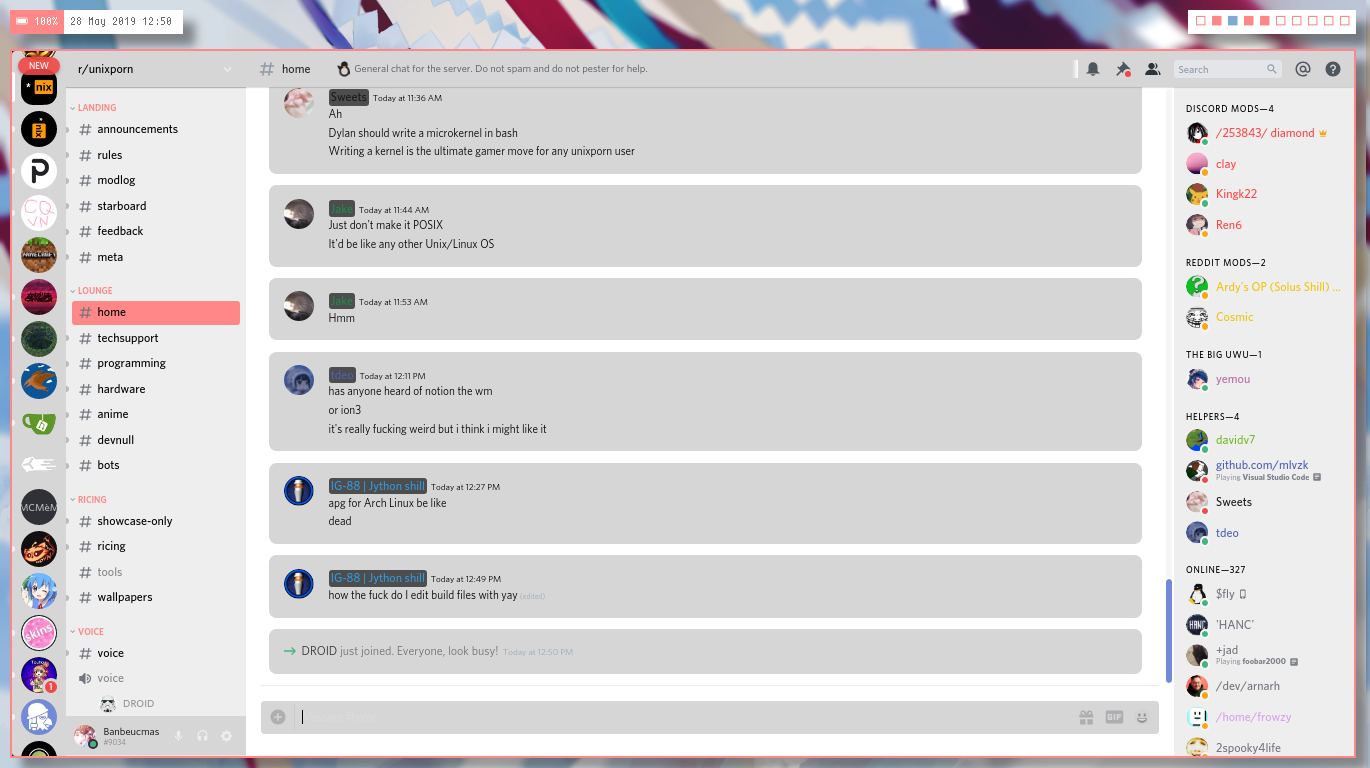 100%
28 May 2019 12:50
NEW
r/unixporn
# home
General chat for the server. Do not spam and do not pester for help.
Search
* nix
nix
CQ
VN
MINECRAFT
MCMèM
skins
1
LANDING
# announcements
# rules
# modlog
# starboard
# feedback
# meta
LOUNGE
# home
# techsupport
# programming
# hardware
# anime
# devnull
# bots
RICING
# showcase-only
# ricing
# tools
# wallpapers
VOICE
# voice
voice
DROID
Banbeucmas
#9034
Sweets Today at 11:36 AM
Ah
Dylan should write a microkernel in bash
Writing a kernel is the ultimate gamer move for any unixporn user
Jake Today at 11:44 AM
Just don't make it POSIX
It'd be like any other Unix/Linux OS
Jake Today at 11:53 AM
Hmm
tdeo Today at 12:11 PM
has anyone heard of notion the wm
or ion3
it's really fucking weird but i think i might like it
IG-88 | Jython shill Today at 12:27 PM
apg for Arch Linux be like
dead
IG-88 | Jython shill Today at 12:49 PM
how the fuck do I edit build files with yay (edited)
DROID just joined. Everyone, look busy! Today at 12:50 PM
GIF
DISCORD MODS—4
/253843/ diamond
clay
Kingk22
Ren6
REDDIT MODS—2
Ardy's OP (Solus Shill) ...
Cosmic
THE BIG UWU—1
yemou
HELPERS—4
davidv7
github.com/mlvzk
Playing Visual Studio Code
Sweets
tdeo
ONLINE—327
$fly
HANC
'HANC'
+jad
Playing foobar2000
/dev/arnarh
/home/frowzy
2spooky4life